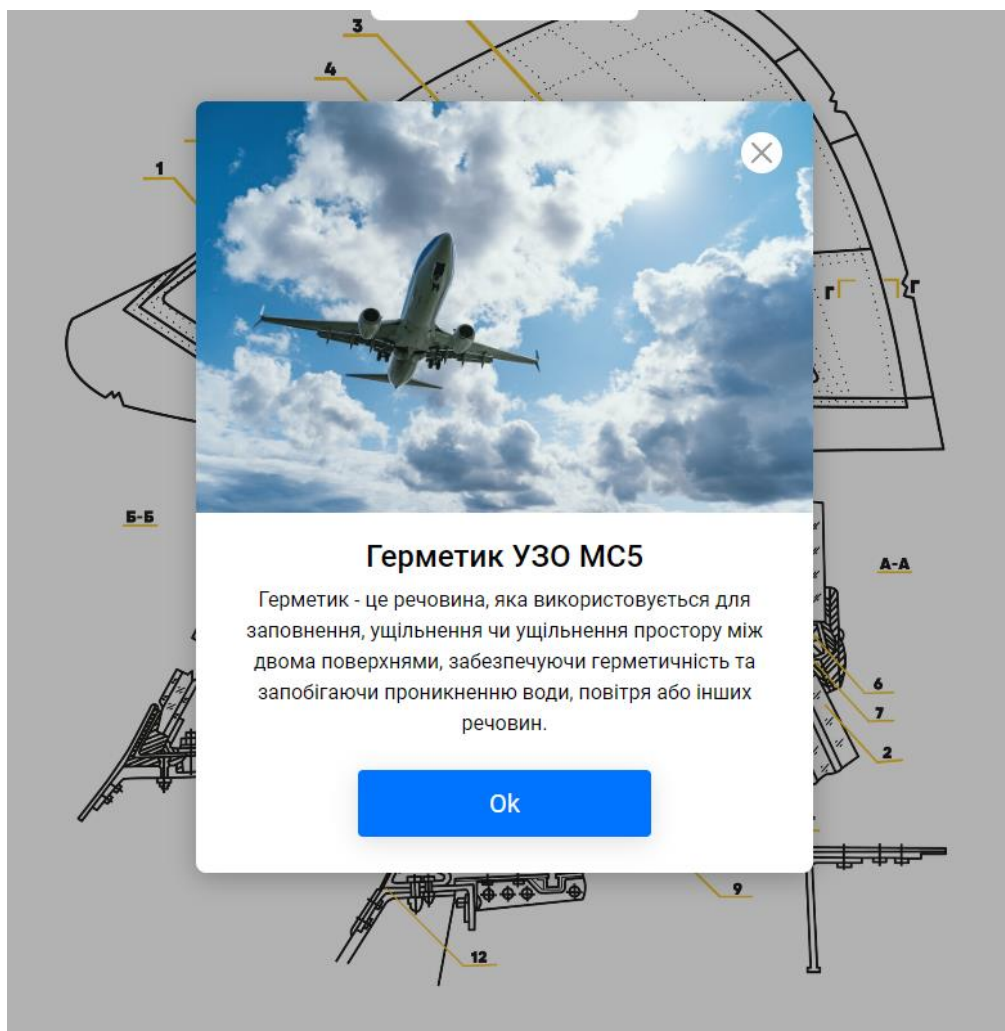 3
4
1
Г Г
Б-Б
А-А
Герметик УЗО МС5
Герметик - це речовина, яка використовується для
заповнення, ущільнення чи ущільнення простору між
двома поверхнями, забезпечуючи герметичність та
запобігаючи проникненню води, повітря або інших
речовин.
6
7
2
Ok
9
12